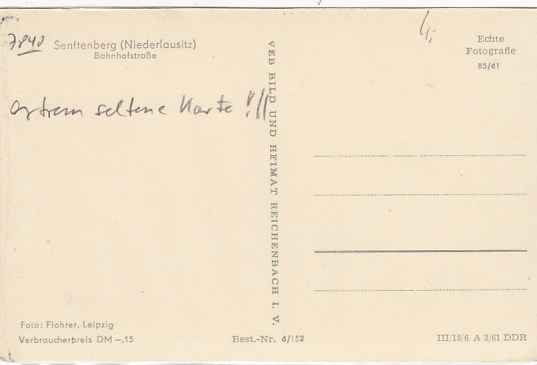 7840 Senftenberg (Niederlausitz)
Bahnhofstraße
extrem seltene Karte !!!
Foto: Flohrer, Leipzig
Verbraucherpreis DM –,15
VEB BILD UND HEIMAT REICHENBACH I. V.
Best.-Nr. 6/152
4,
Echte
Fotografie
85/61
III/18/6 A 3/61 DDR